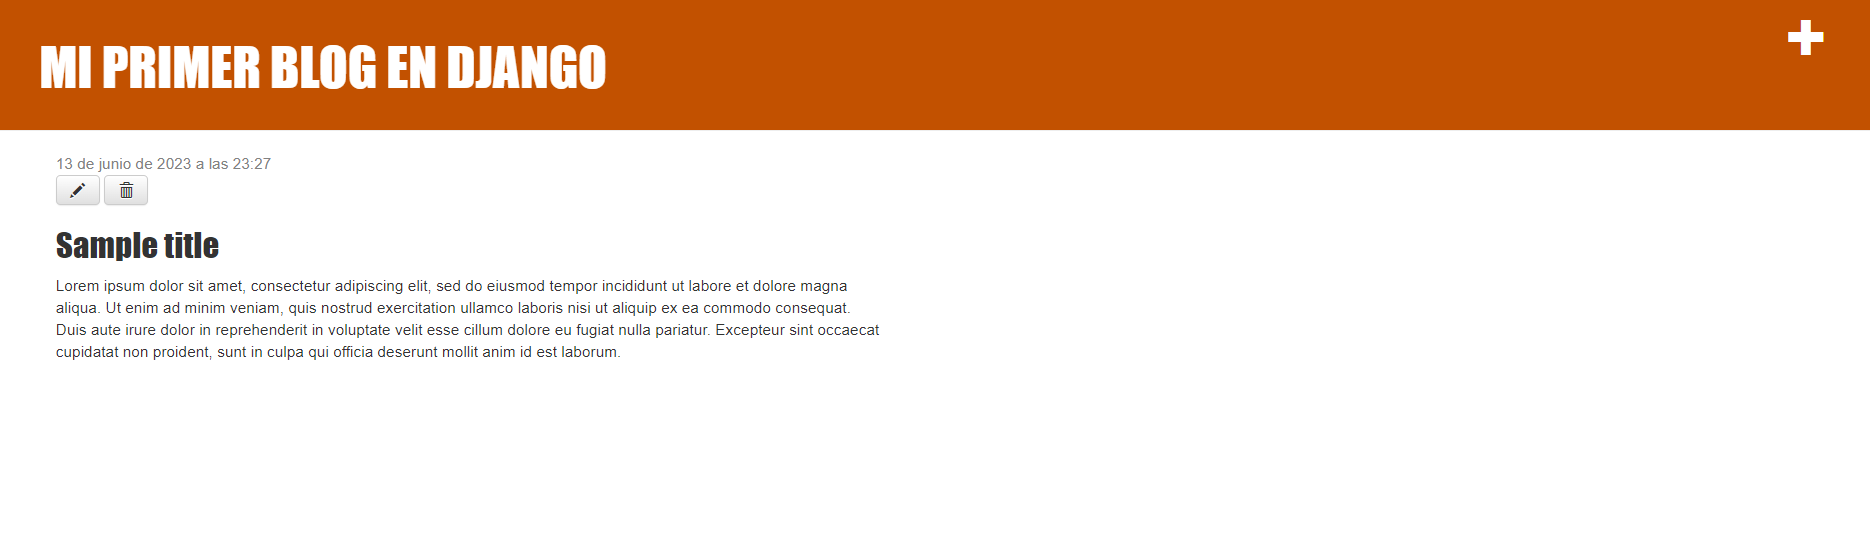 MI PRIMER BLOG EN DJANGO
13 de junio de 2023 a las 23:27
Sample title
Lorem ipsum dolor sit amet, consectetur adipiscing elit, sed do eiusmod tempor incididunt ut labore et dolore magna
aliqua. Ut enim ad minim veniam, quis nostrud exercitation ullamco laboris nisi ut aliquip ex ea commodo consequat.
Duis aute irure dolor in reprehenderit in voluptate velit esse cillum dolore eu fugiat nulla pariatur. Excepteur sint occaecat
cupidatat non proident, sunt in culpa qui officia deserunt mollit anim id est laborum.